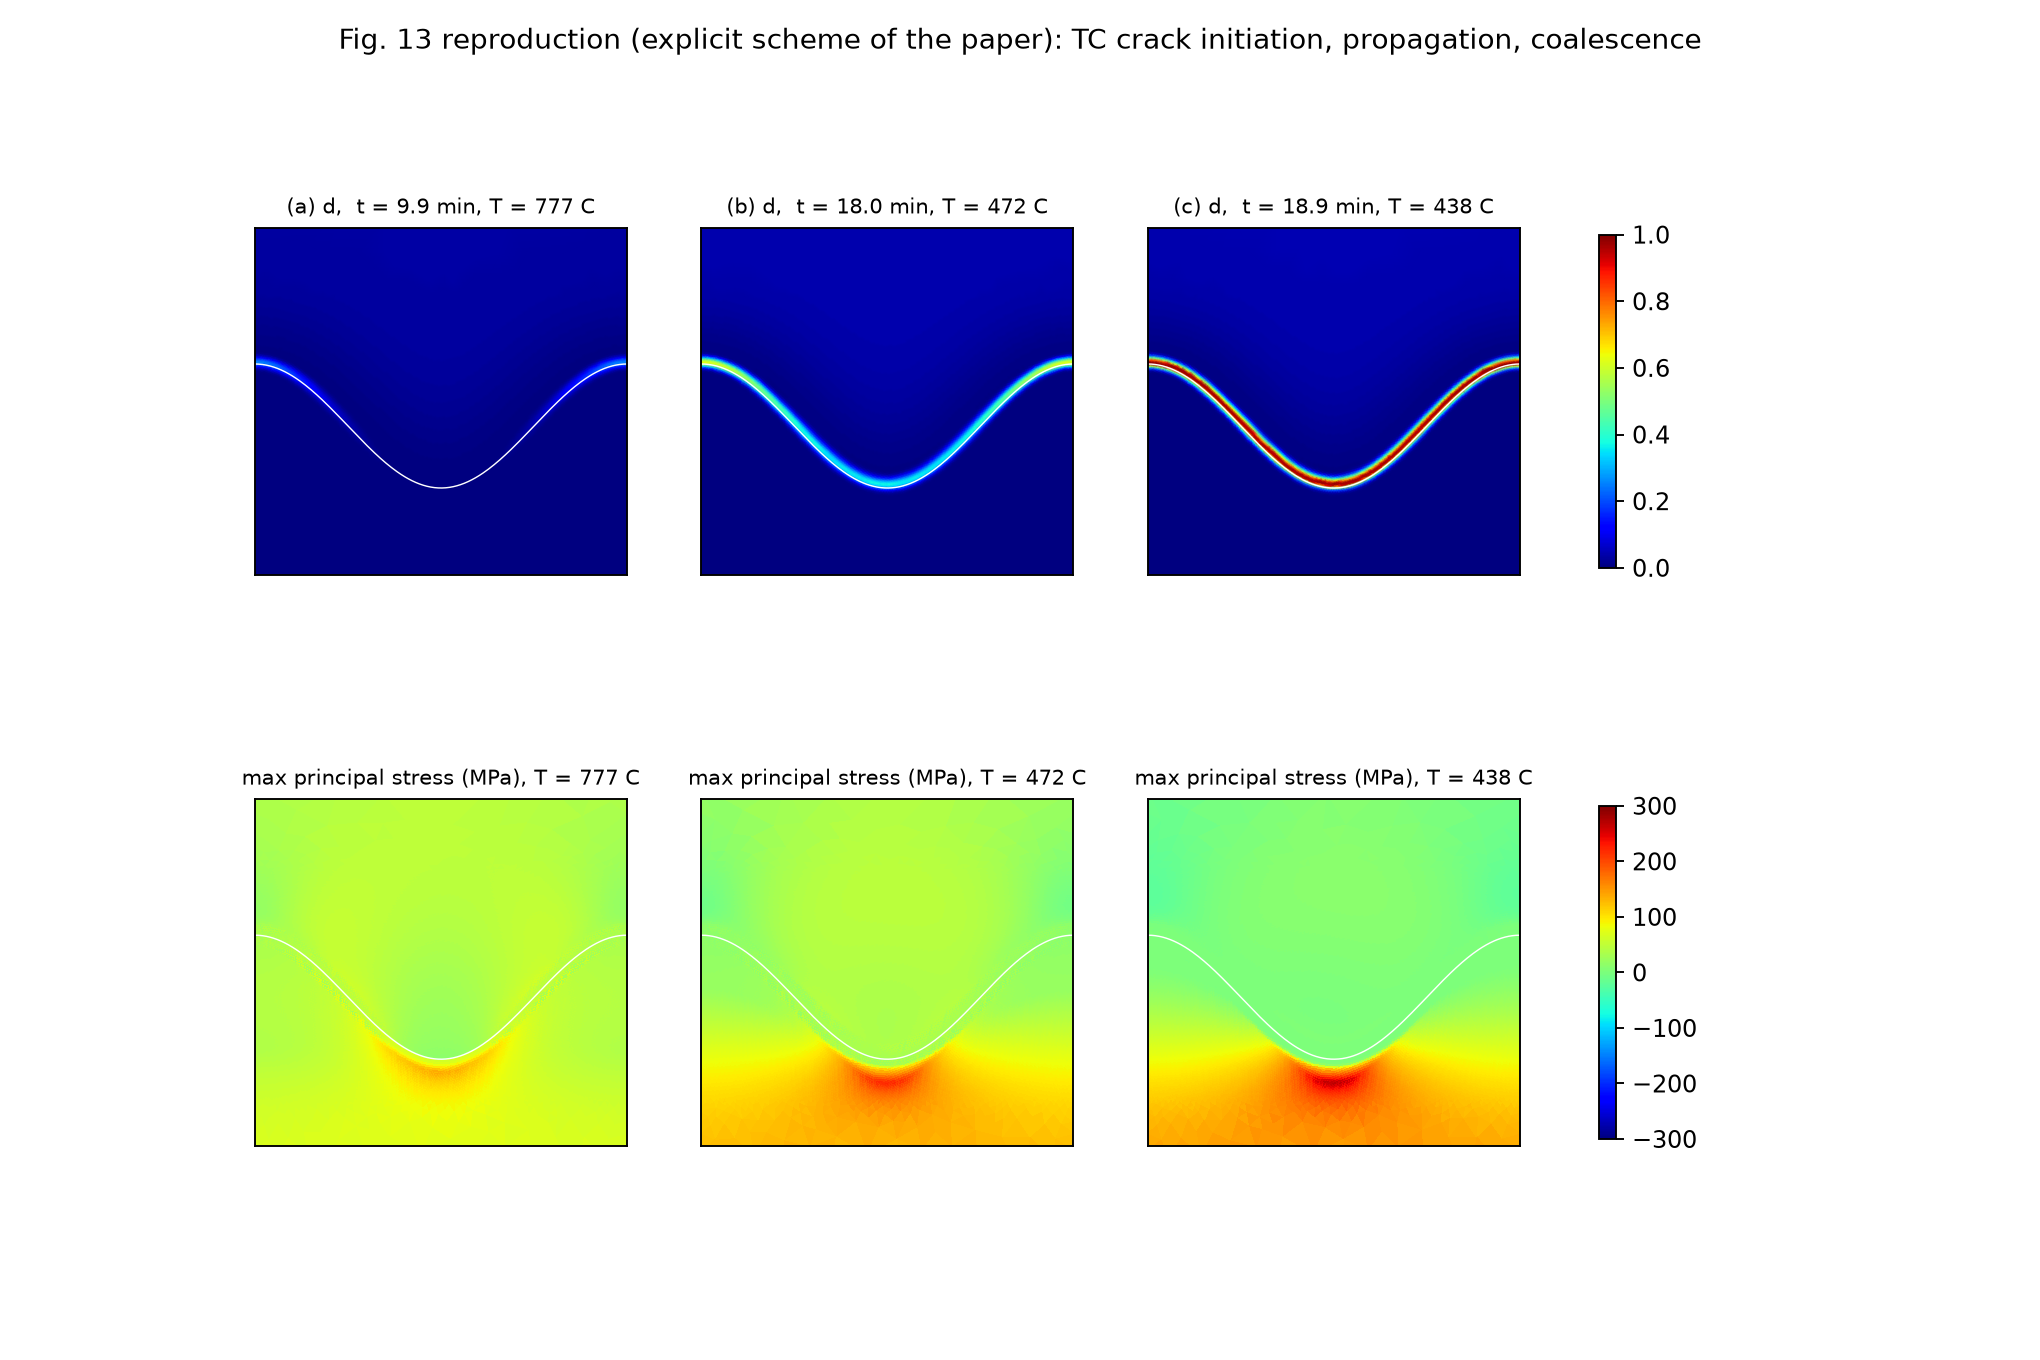 Fig. 13 reproduction (explicit scheme of the paper): TC crack initiation, propagation, coalescence
(a) d,  t = 9.9 min, T = 777 C
(b) d,  t = 18.0 min, T = 472 C
(c) d,  t = 18.9 min, T = 438 C
1.0
0.8
0.6
0.4
0.2
0.0
max principal stress (MPa), T = 777 C
max principal stress (MPa), T = 472 C
max principal stress (MPa), T = 438 C
300
200
100
0
−100
−200
−300